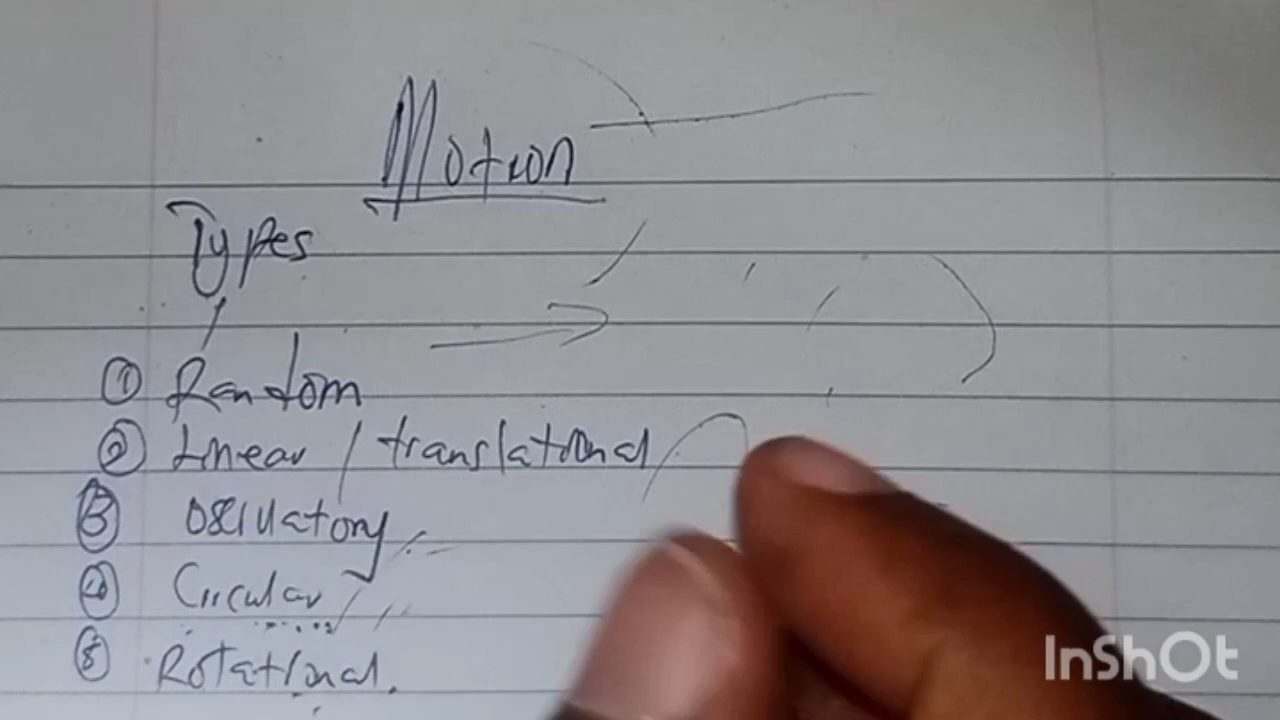 Motion
Types
① Random
② Linear / translational
③ Oscillatory
④ Circular
⑤ Rotational.
InShOt